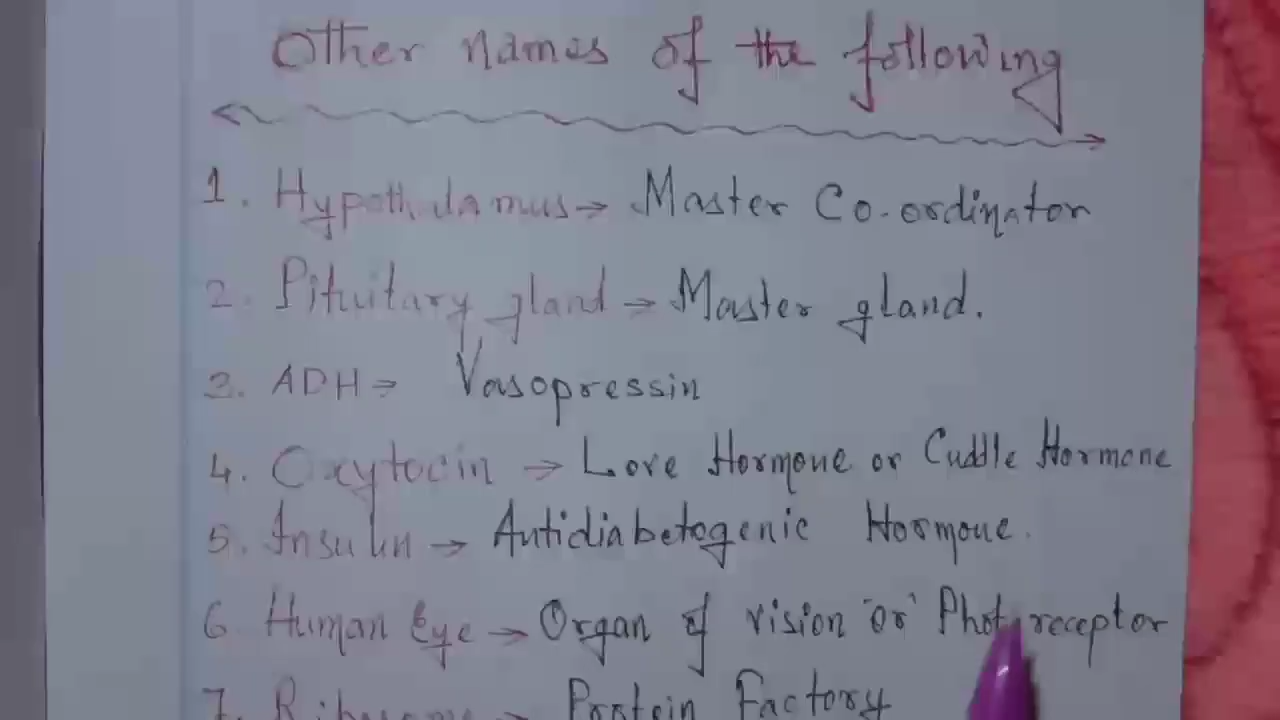 Other names of the following
1. Hypothalamus → Master Co-ordinator
2. Pituitary gland → Master gland.
3. ADH → Vasopressin
4. Oxytocin → Love Hormone or Cuddle Hormone
5. Insulin → Antidiabetogenic Hormone.
6. Human Eye → Organ of vision 'or' Photoreceptor
7. Ribosome → Protein Factory